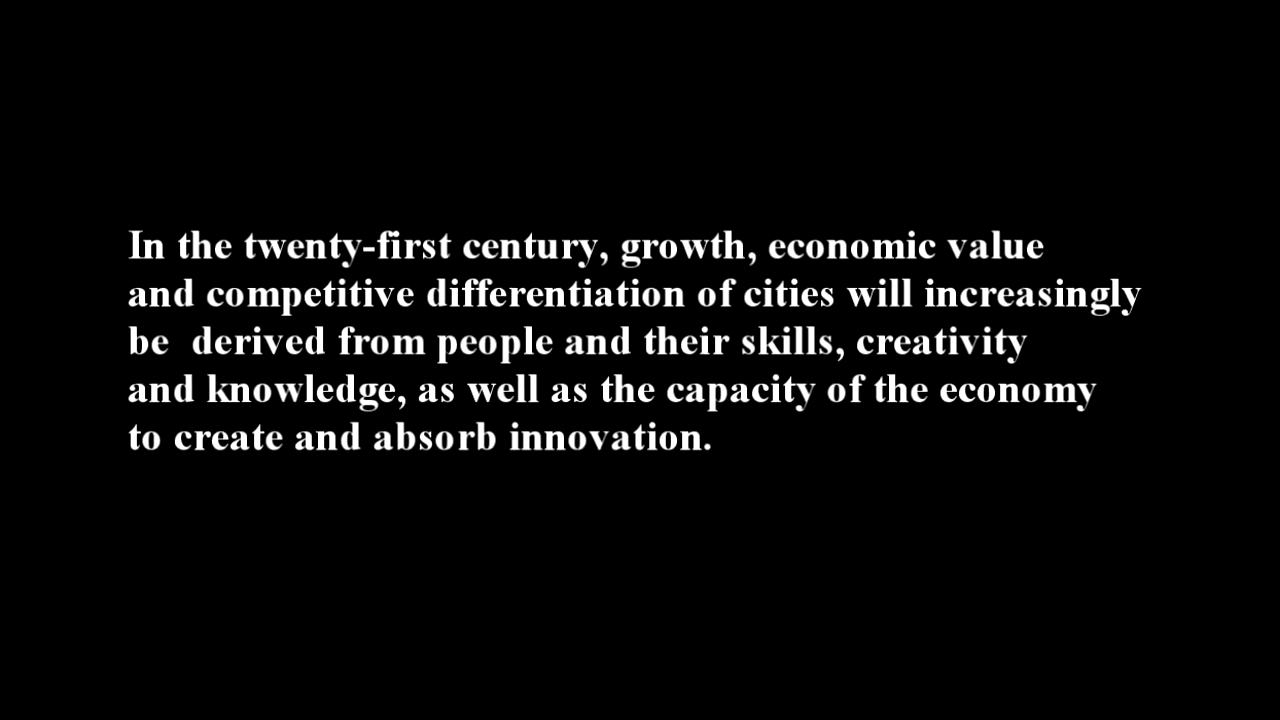 In the twenty-first century, growth, economic value
and competitive differentiation of cities will increasingly
be  derived from people and their skills, creativity
and knowledge, as well as the capacity of the economy
to create and absorb innovation.